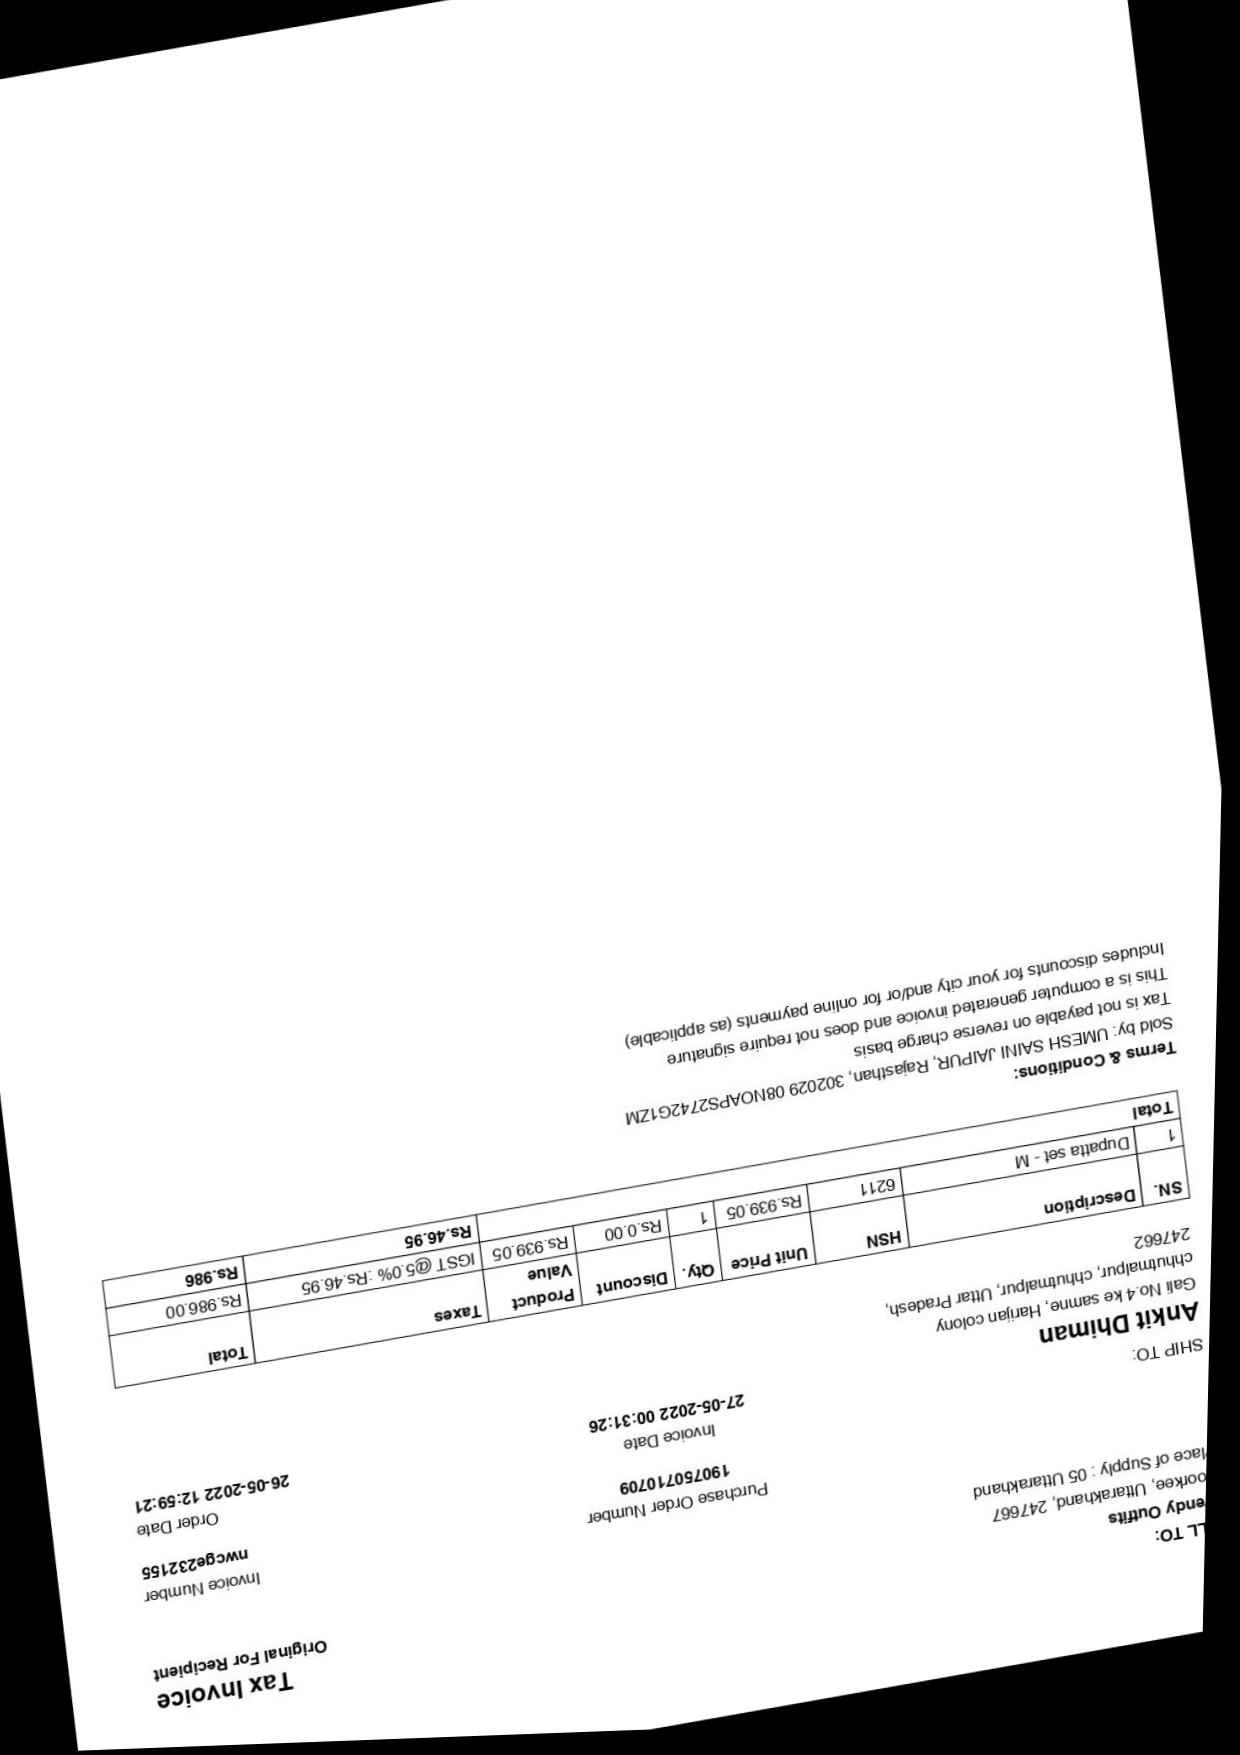 Tax Invoice
Original For Recipient
LL TO:
endy Outfits
oorkee, Uttarakhand, 247667
lace of Supply : 05 Uttarakhand
Purchase Order Number
190750710709
Invoice Number
nwcge232155
Invoice Date
27-05-2022 00:31:26
Order Date
26-05-2022 12:59:21
SHIP TO:
Ankit Dhiman
Gali No.4 ke samne, Harijan colony
chhutmalpur, chhutmalpur, Uttar Pradesh,
247662
SN. Description HSN Unit Price Qty. Discount Product Value Taxes Total
1 Dupatta set - M 6211 Rs.939.05 1 Rs.0.00 Rs.939.05 IGST @5.0% :Rs.46.95 Rs.986.00
Total Rs.46.95 Rs.986
Terms & Conditions:
Sold by: UMESH SAINI JAIPUR, Rajasthan, 302029 08NOAPS2742G1ZM
Tax is not payable on reverse charge basis
This is a computer generated invoice and does not require signature
Includes discounts for your city and/or for online payments (as applicable)